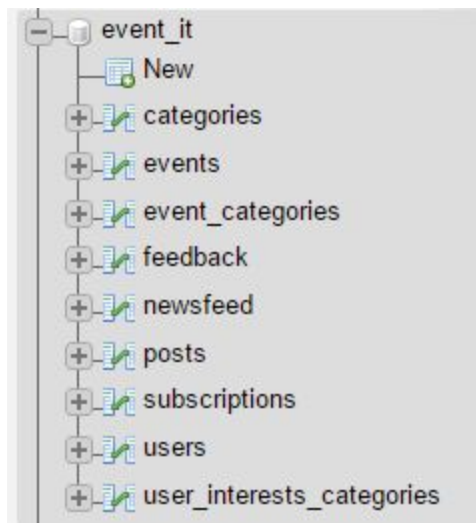 event_it
New
categories
events
event_categories
feedback
newsfeed
posts
subscriptions
users
user_interests_categories